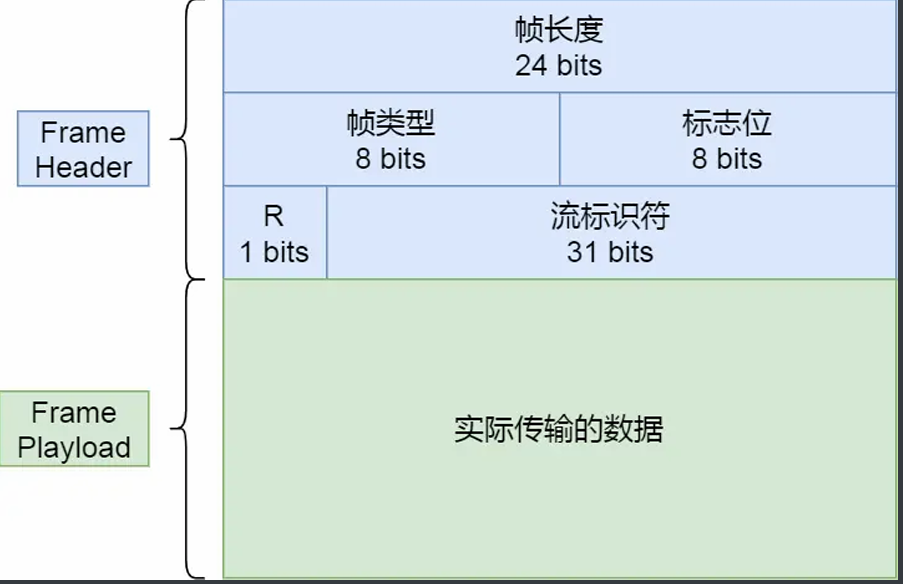 帧长度
24 bits
Frame
Header
帧类型
8 bits
标志位
8 bits
R
1 bits
流标识符
31 bits
Frame
Playload
实际传输的数据